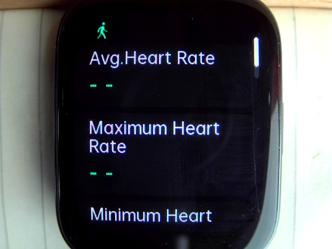 Avg.Heart Rate
--
Maximum Heart
Rate
--
Minimum Heart